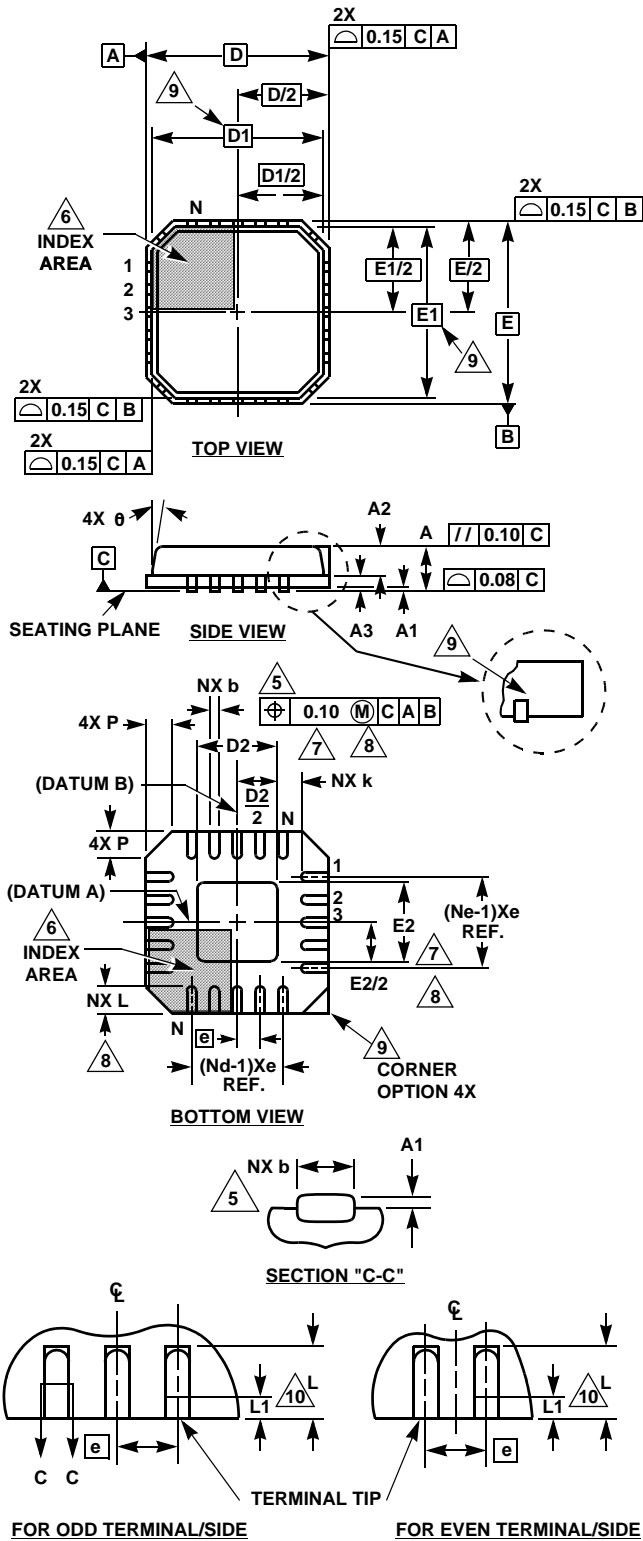 2X
0.15 C A
A
D
D/2
9
D1
D1/2
6
INDEX
AREA
N
1
2
3
2X
0.15 C B
E1/2
E/2
E1
E
9
2X
0.15 C B
2X
0.15 C A
B
TOP VIEW
4X θ
A2
A
// 0.10 C
C
0.08 C
SEATING PLANE
SIDE VIEW
A3
A1
9
NX b
5
0.10 M C A B
4X P
D2
7
8
(DATUM B)
D2
2
N
NX k
4X P
1
(DATUM A)
2
3
(Ne-1)Xe
REF.
6
INDEX
AREA
E2
7
E2/2
8
NX L
8
N
e
(Nd-1)Xe
REF.
9
CORNER
OPTION 4X
BOTTOM VIEW
NX b
A1
5
SECTION "C-C"
CL
L
10
L1
e
C C
CL
L
10
L1
e
TERMINAL TIP
FOR ODD TERMINAL/SIDE
FOR EVEN TERMINAL/SIDE